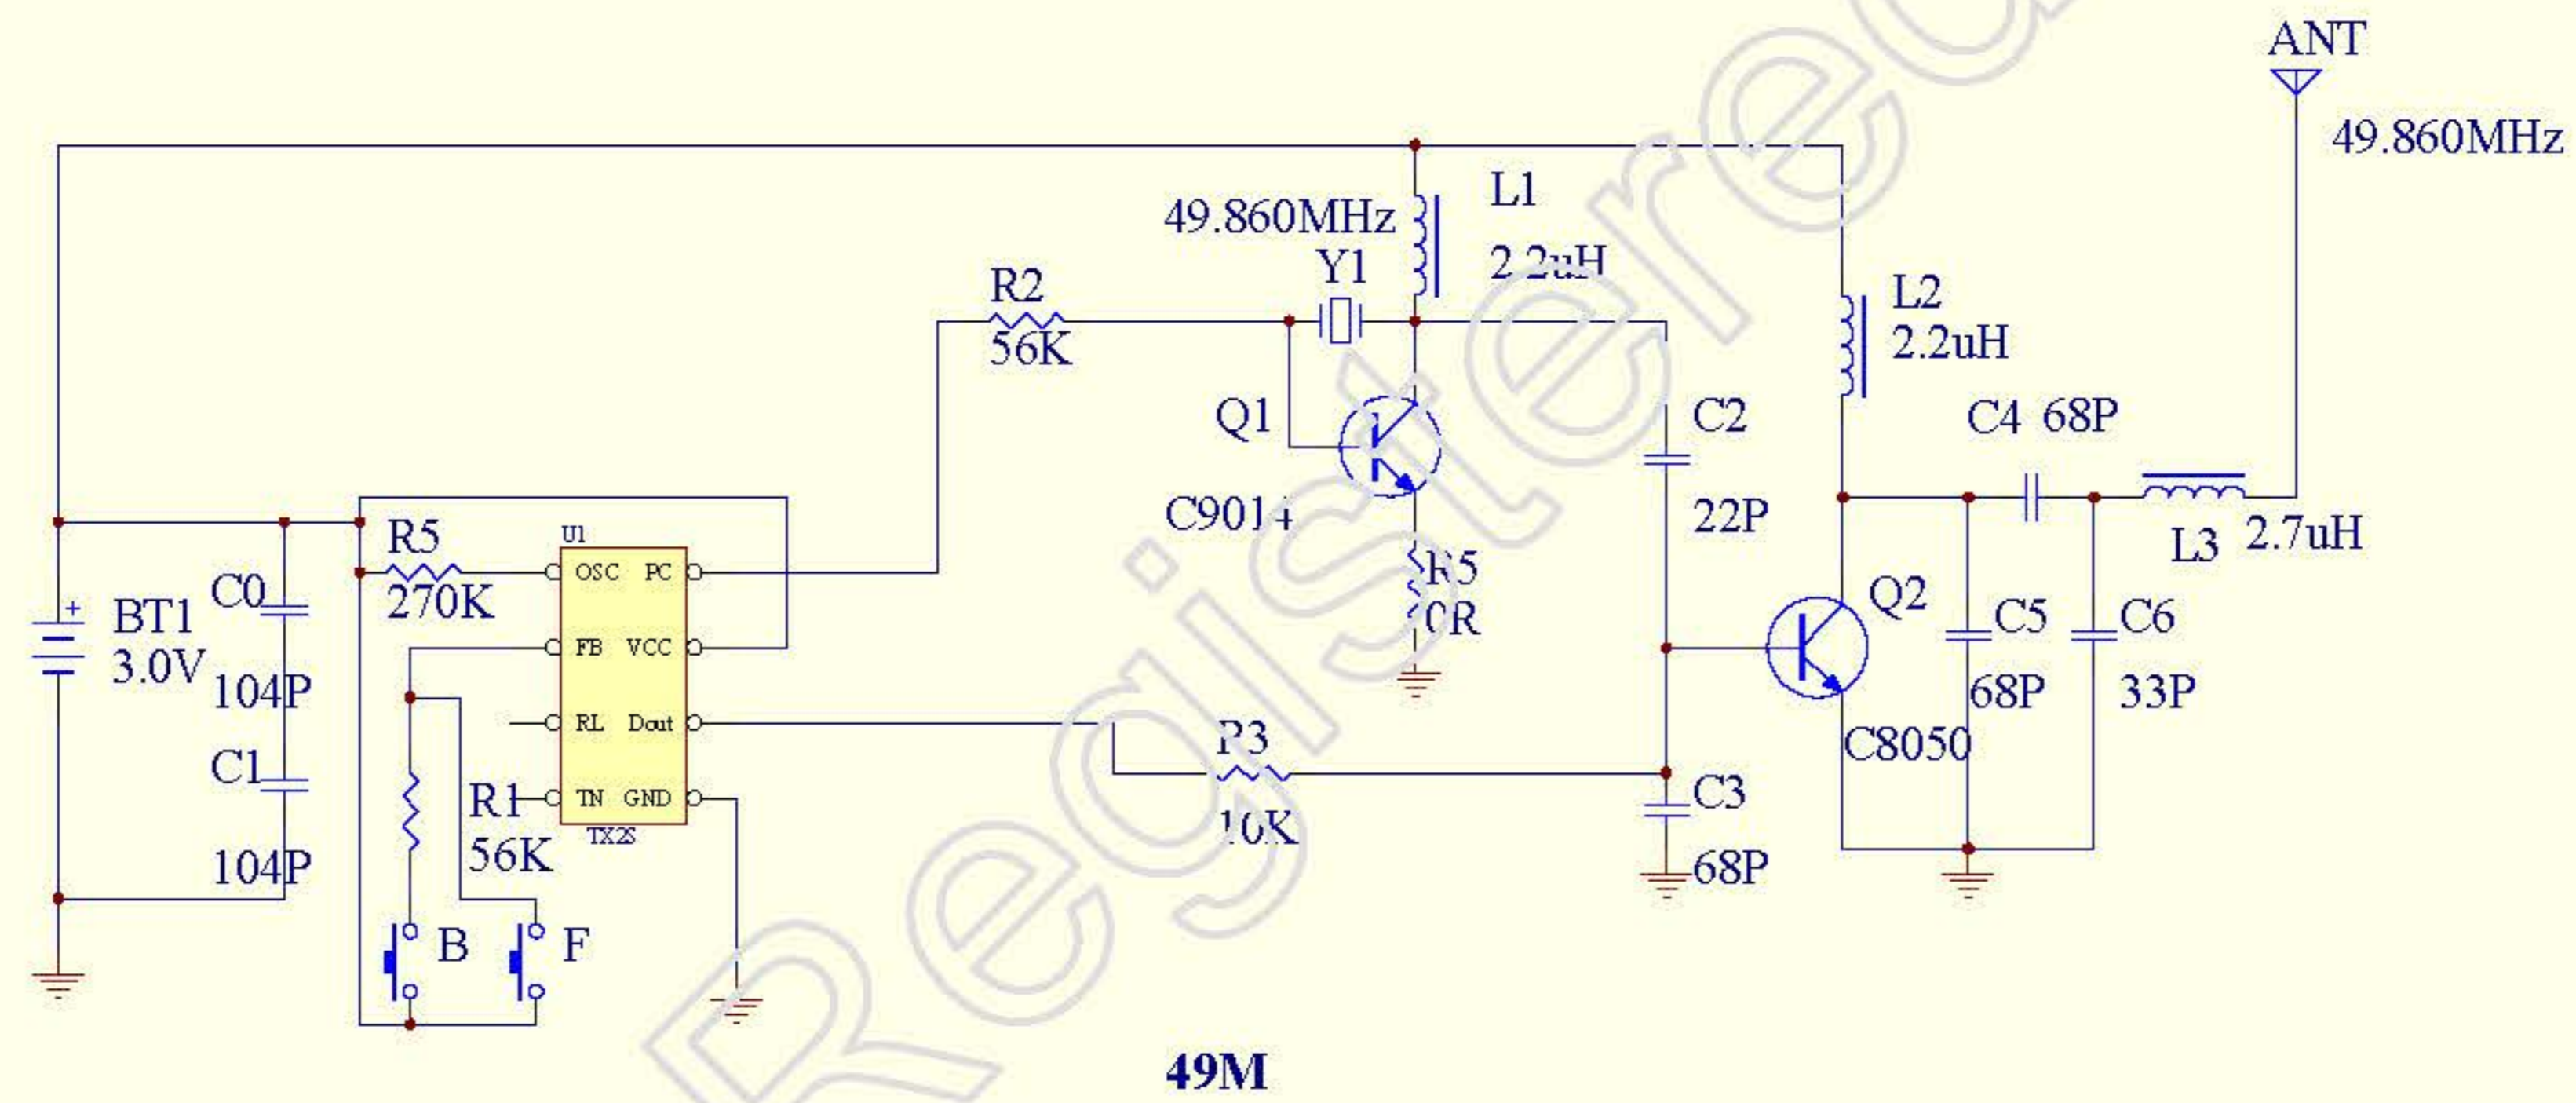 ANT
49.860MHz
L1
2.2uH
49.860MHz
Y1
R2
56K
L2
2.2uH
Q1
C9014
C2
22P
C4 68P
L3 2.7uH
R5
270K
U1
OSC PC
FB VCC
RL Dout
TN GND
TX2S
C0
104P
BT1
3.0V
+
C1
104P
R1
56K
B
F
R5
0R
R3
10K
C3
68P
Q2
C8050
C5
68P
C6
33P
49M
Registered